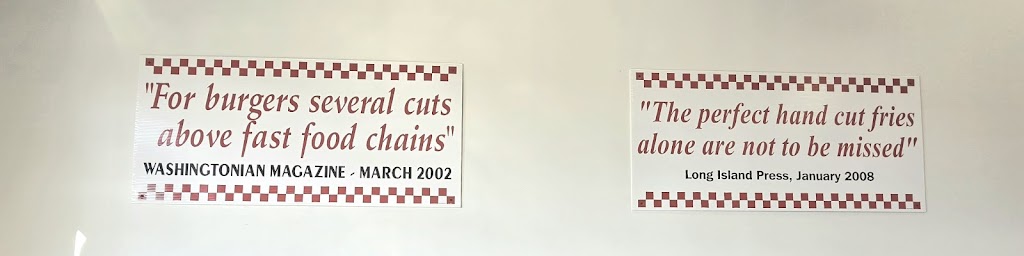 "For burgers several cuts
above fast food chains"
WASHINGTONIAN MAGAZINE - MARCH 2002
"The perfect hand cut fries
alone are not to be missed"
Long Island Press, January 2008